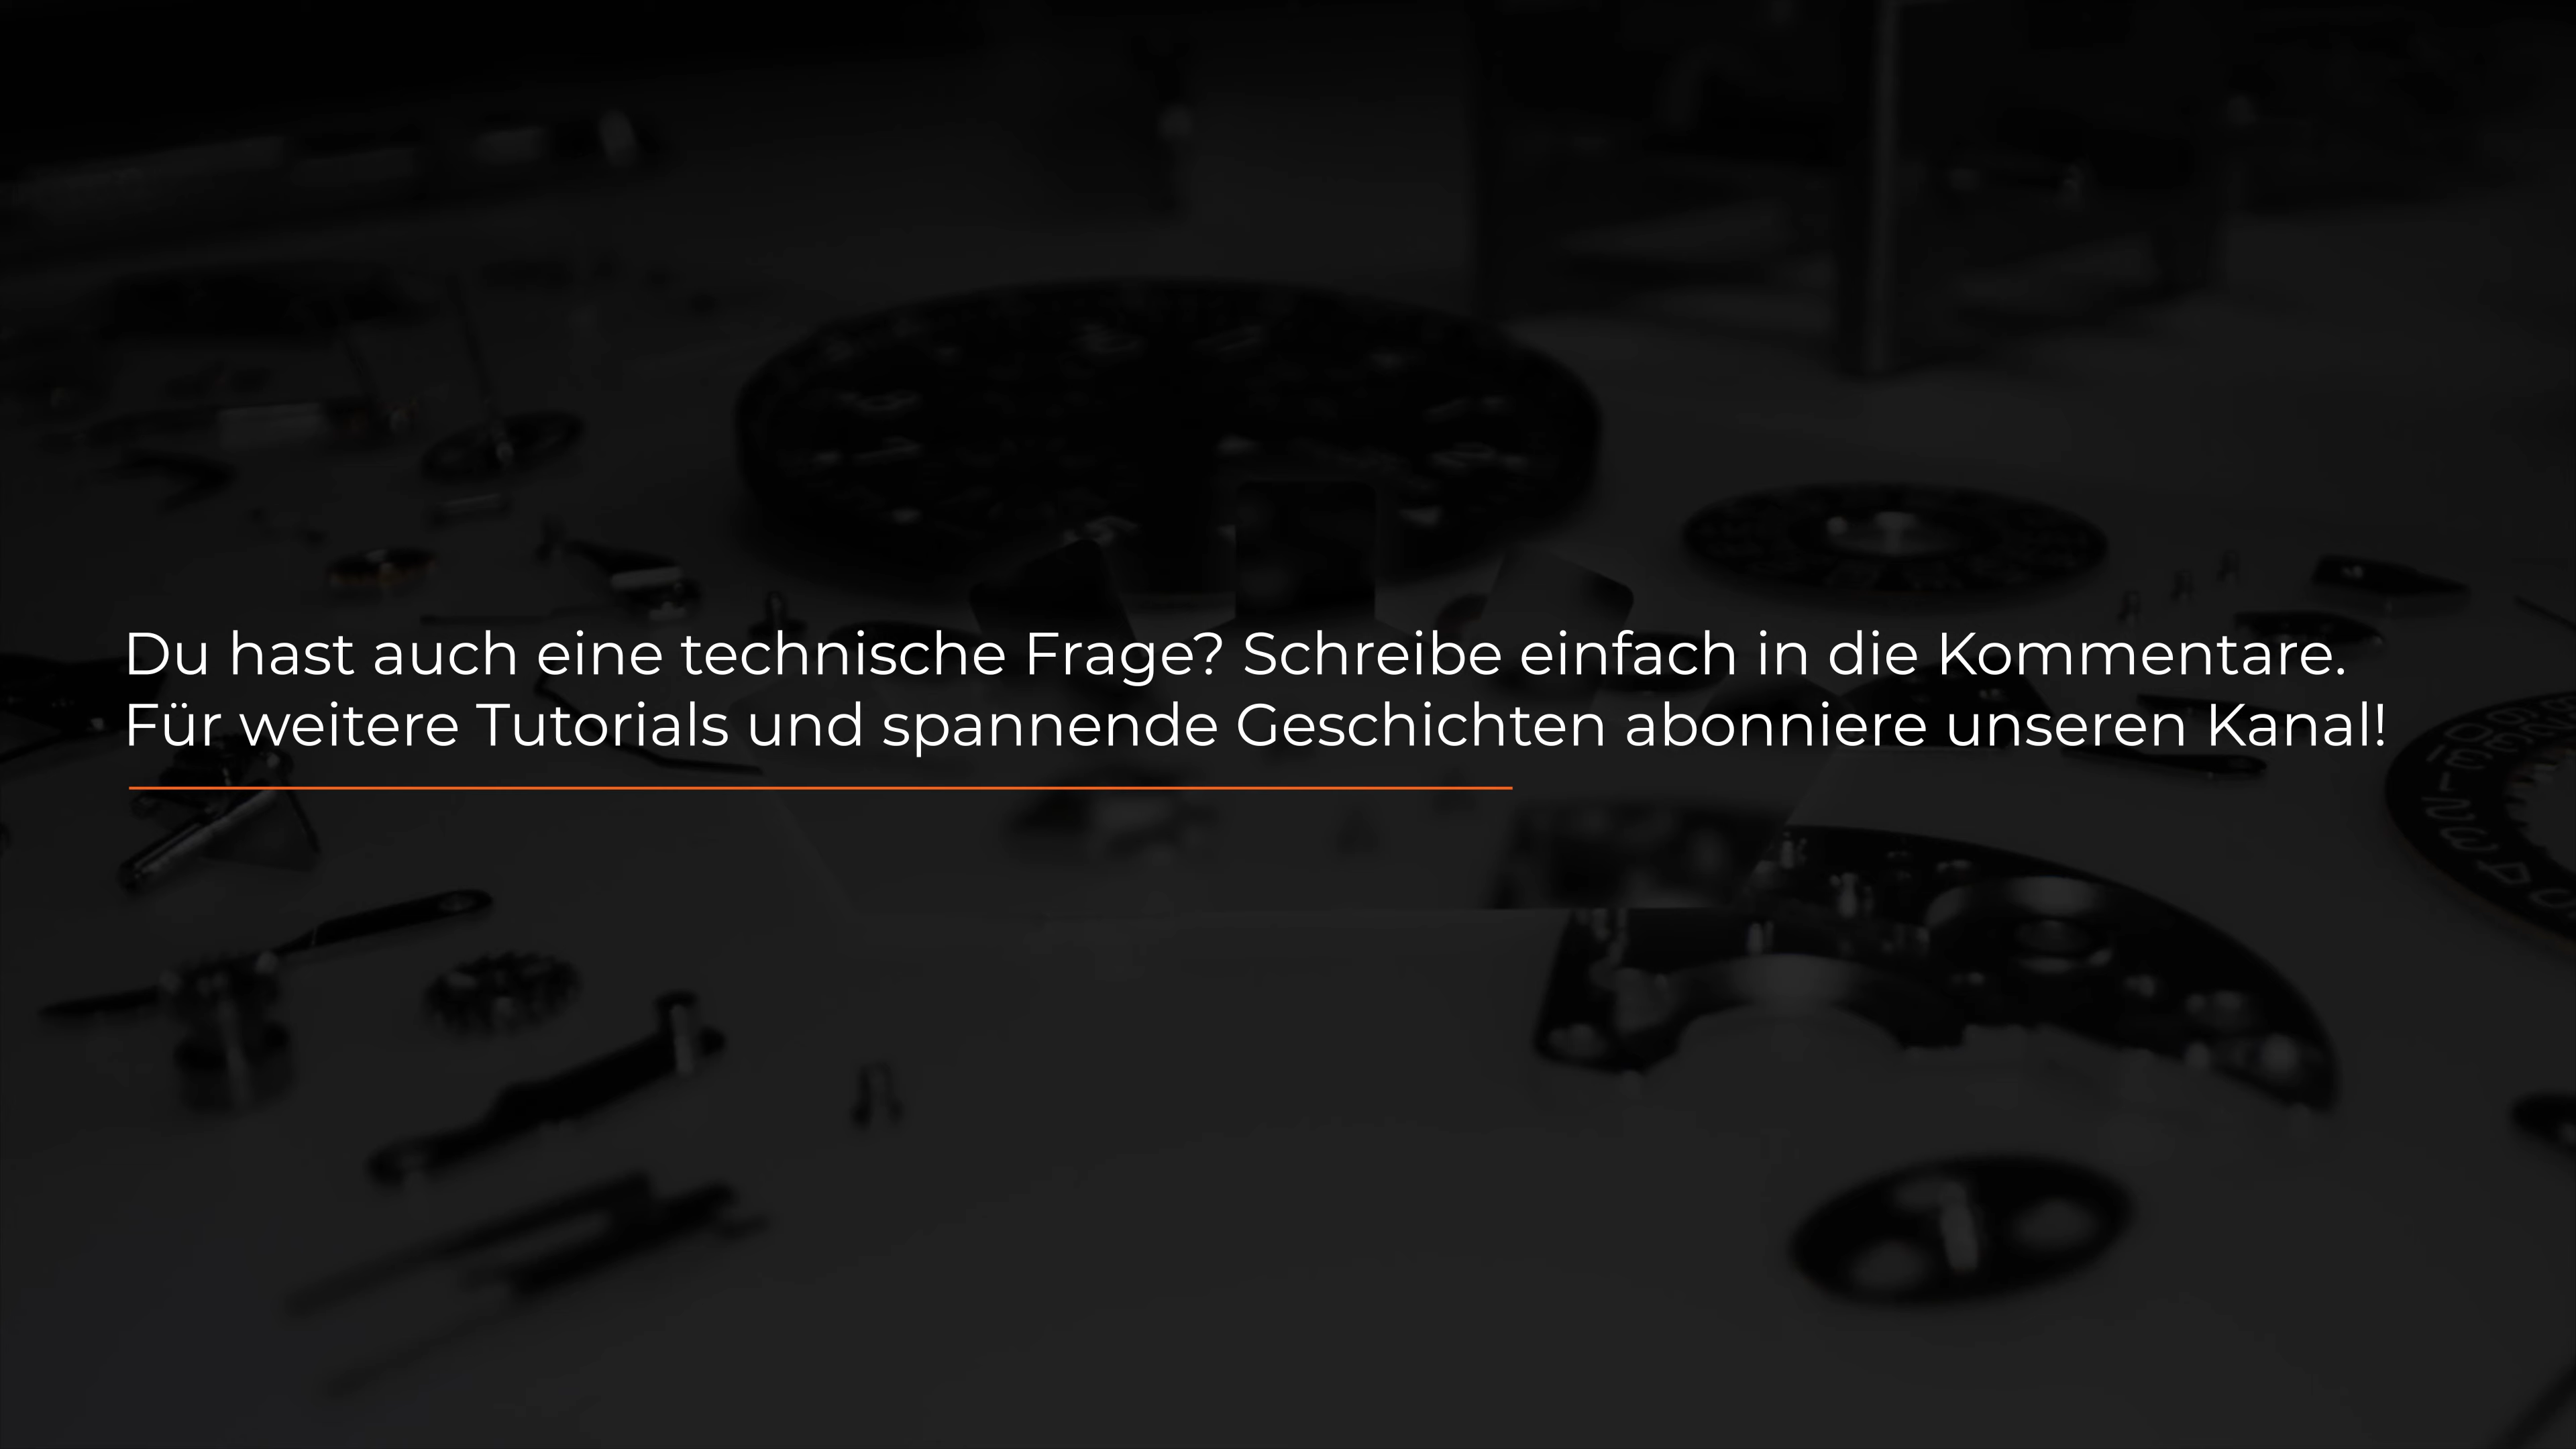 Du hast auch eine technische Frage? Schreibe einfach in die Kommentare.
Für weitere Tutorials und spannende Geschichten abonniere unseren Kanal!